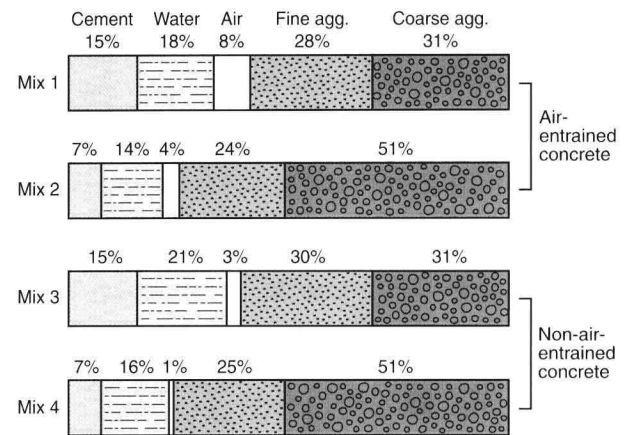 Cement Water Air Fine agg. Coarse agg.
15% 18% 8% 28% 31%
Mix 1
7% 14% 4% 24% 51%
Mix 2
Air-
entrained
concrete
15% 21% 3% 30% 31%
Mix 3
7% 16% 1% 25% 51%
Mix 4
Non-air-
entrained
concrete